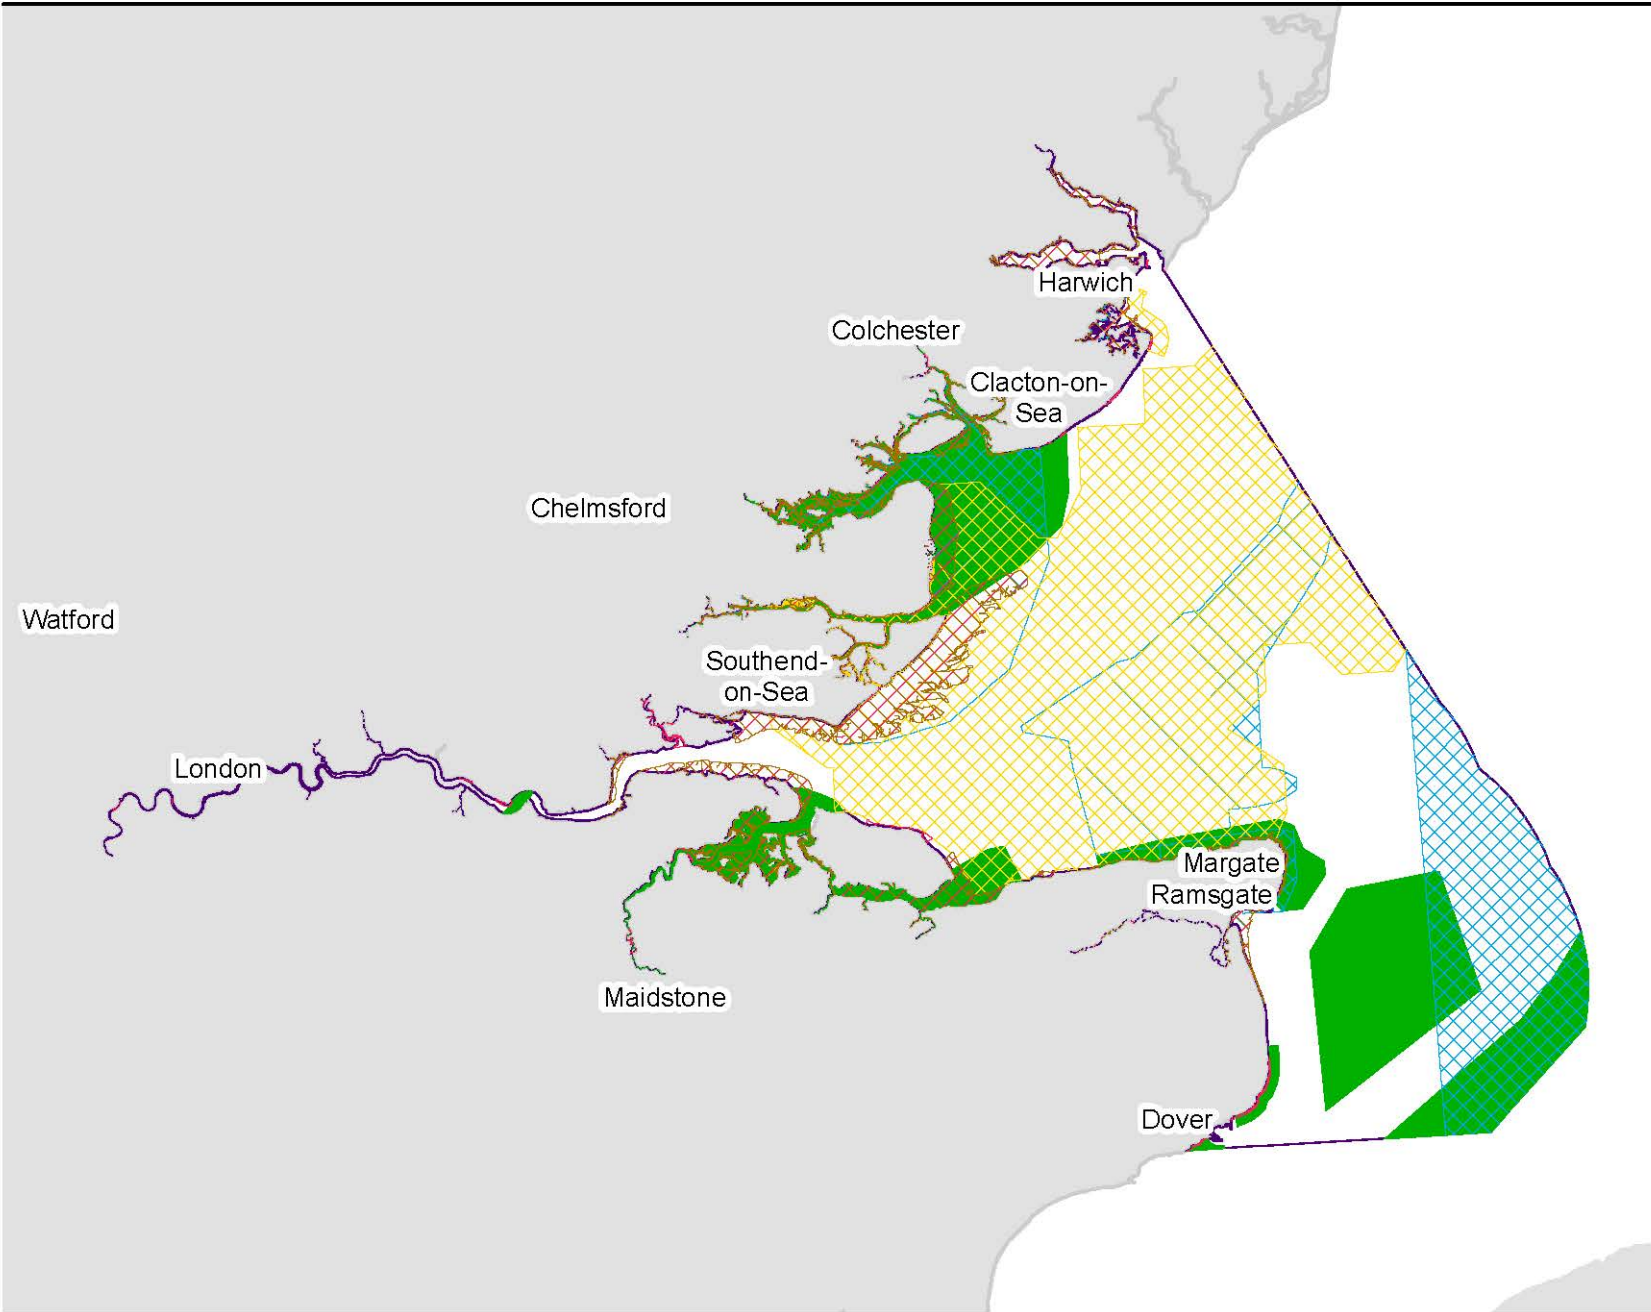 Harwich
Colchester
Clacton-on-
Sea
Chelmsford
Watford
Southend-
on-Sea
London
Margate
Ramsgate
Maidstone
Dover